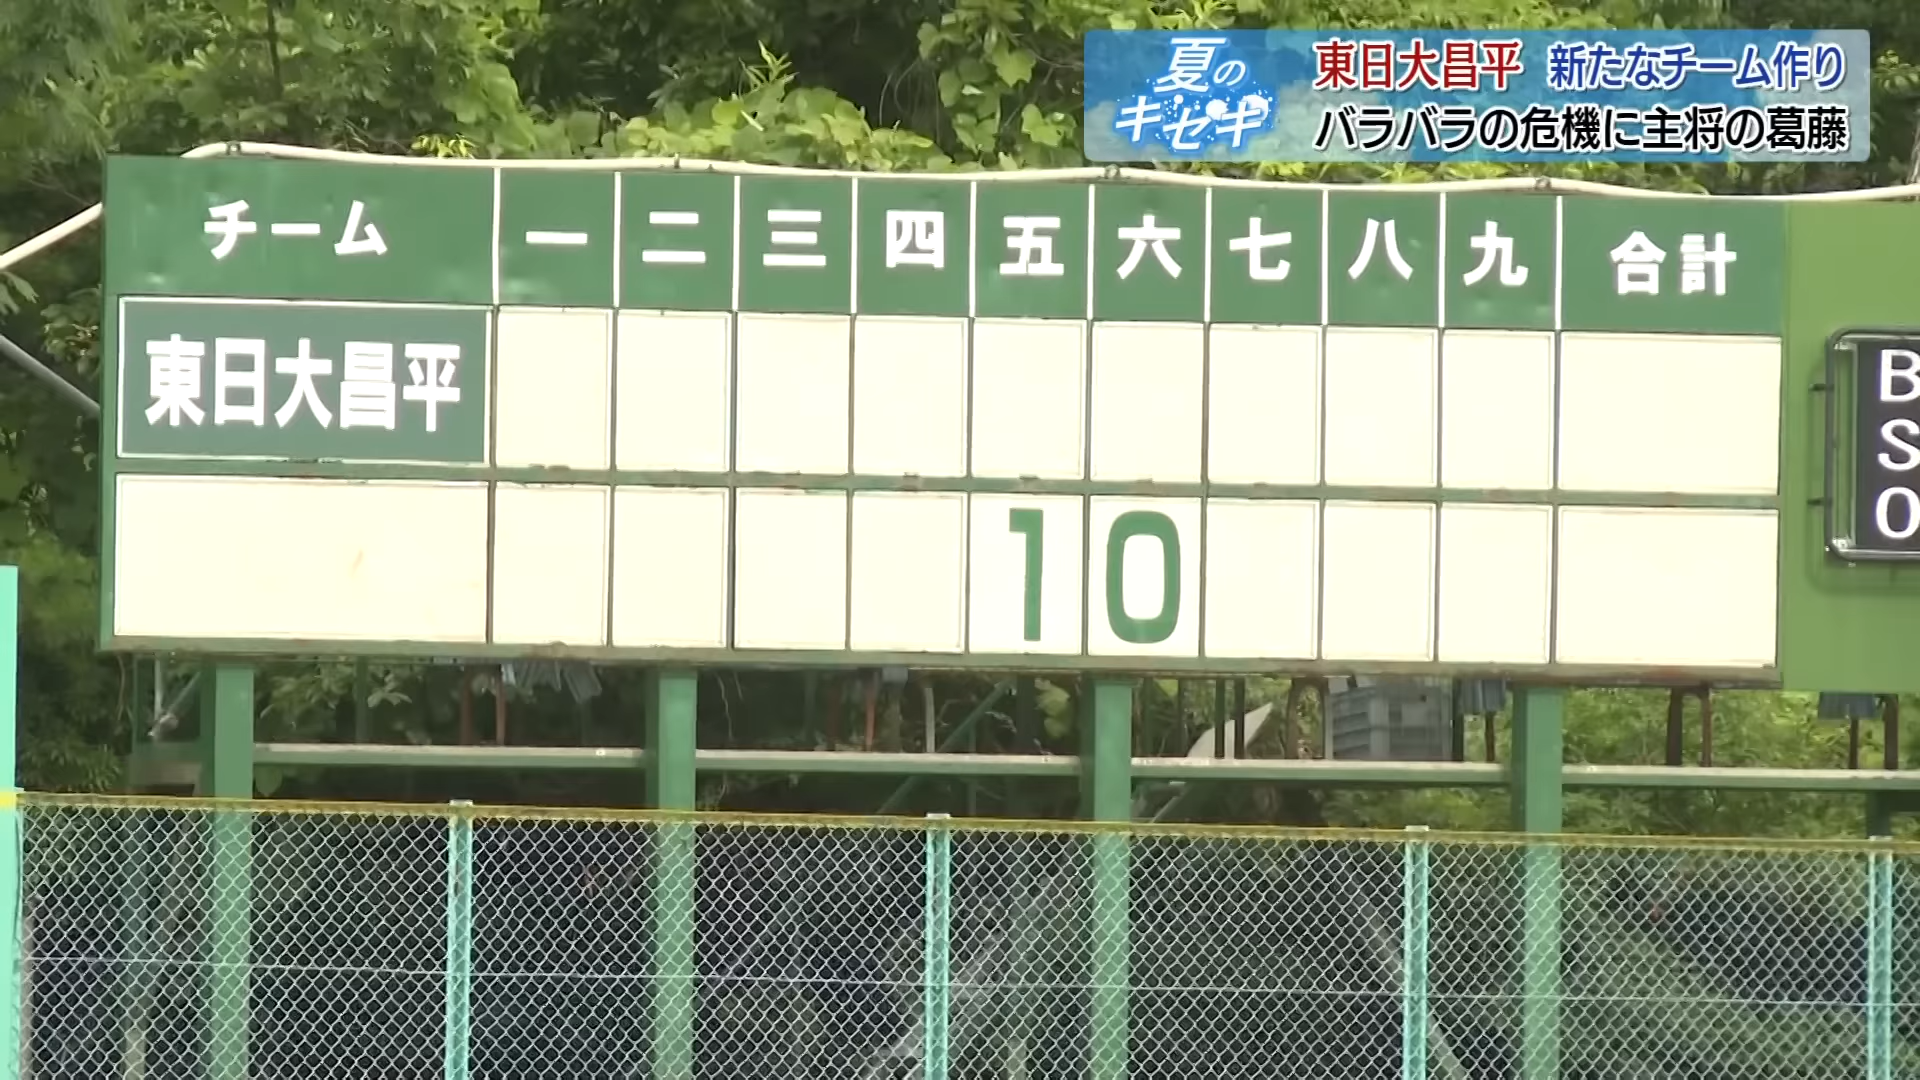 夏の
キセキ
東日大昌平 新たなチーム作り
バラバラの危機に主将の葛藤
チーム 一 二 三 四 五 六 七 八 九 合計
東日大昌平
1 0
B
S
O